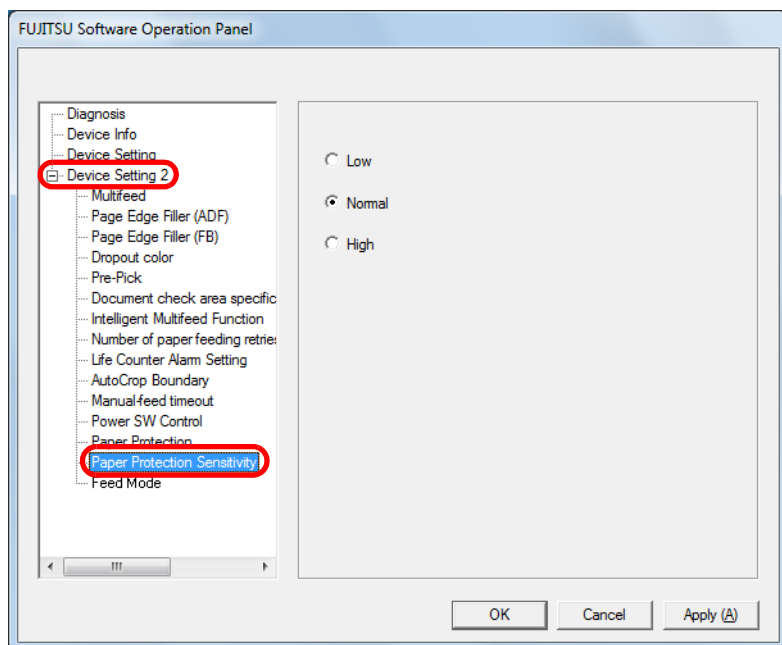 FUJITSU Software Operation Panel
Diagnosis
Device Info
Device Setting
Device Setting 2
Multifeed
Page Edge Filler (ADF)
Page Edge Filler (FB)
Dropout color
Pre-Pick
Document check area specific
Intelligent Multifeed Function
Number of paper feeding retries
Life Counter Alarm Setting
AutoCrop Boundary
Manual-feed timeout
Power SW Control
Paper Protection
Paper Protection Sensitivity
Feed Mode
Low
Normal
High
OK Cancel Apply (A)